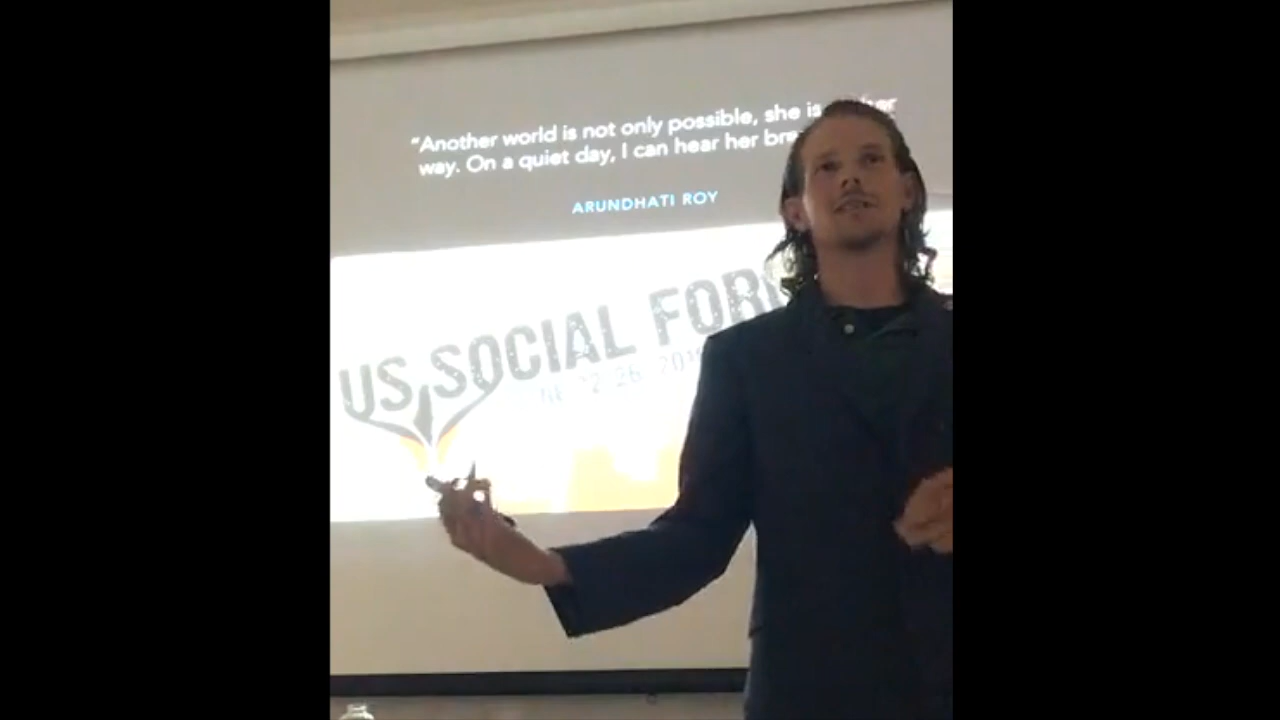 “Another world is not only possible, she is
way. On a quiet day, I can hear her
ARUNDHATI ROY
US SOCIAL